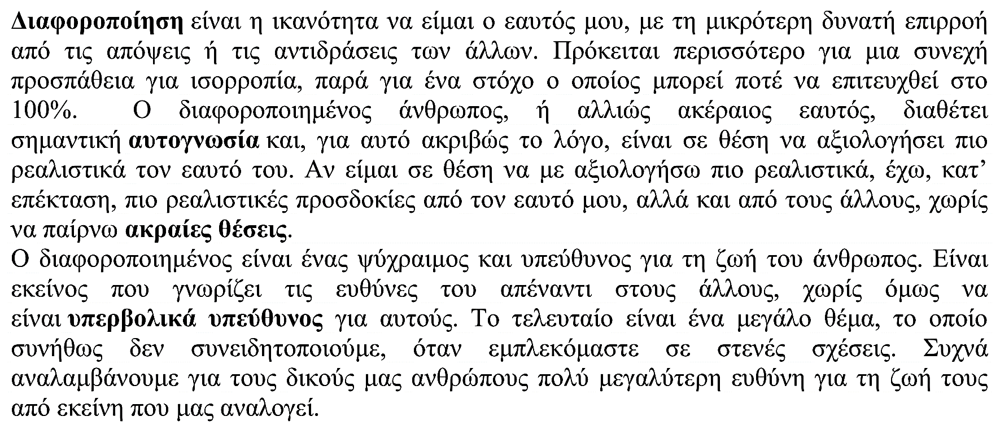 Διαφοροποίηση είναι η ικανότητα να είμαι ο εαυτός μου, με τη μικρότερη δυνατή επιρροή
από τις απόψεις ή τις αντιδράσεις των άλλων. Πρόκειται περισσότερο για μια συνεχή
προσπάθεια για ισορροπία, παρά για ένα στόχο ο οποίος μπορεί ποτέ να επιτευχθεί στο
100%. Ο διαφοροποιημένος άνθρωπος, ή αλλιώς ακέραιος εαυτός, διαθέτει
σημαντική αυτογνωσία και, για αυτό ακριβώς το λόγο, είναι σε θέση να αξιολογήσει πιο
ρεαλιστικά τον εαυτό του. Αν είμαι σε θέση να με αξιολογήσω πιο ρεαλιστικά, έχω, κατ’
επέκταση, πιο ρεαλιστικές προσδοκίες από τον εαυτό μου, αλλά και από τους άλλους, χωρίς
να παίρνω ακραίες θέσεις.
Ο διαφοροποιημένος είναι ένας ψύχραιμος και υπεύθυνος για τη ζωή του άνθρωπος. Είναι
εκείνος που γνωρίζει τις ευθύνες του απέναντι στους άλλους, χωρίς όμως να
είναι υπερβολικά υπεύθυνος για αυτούς. Το τελευταίο είναι ένα μεγάλο θέμα, το οποίο
συνήθως δεν συνειδητοποιούμε, όταν εμπλεκόμαστε σε στενές σχέσεις. Συχνά
αναλαμβάνουμε για τους δικούς μας ανθρώπους πολύ μεγαλύτερη ευθύνη για τη ζωή τους
από εκείνη που μας αναλογεί.